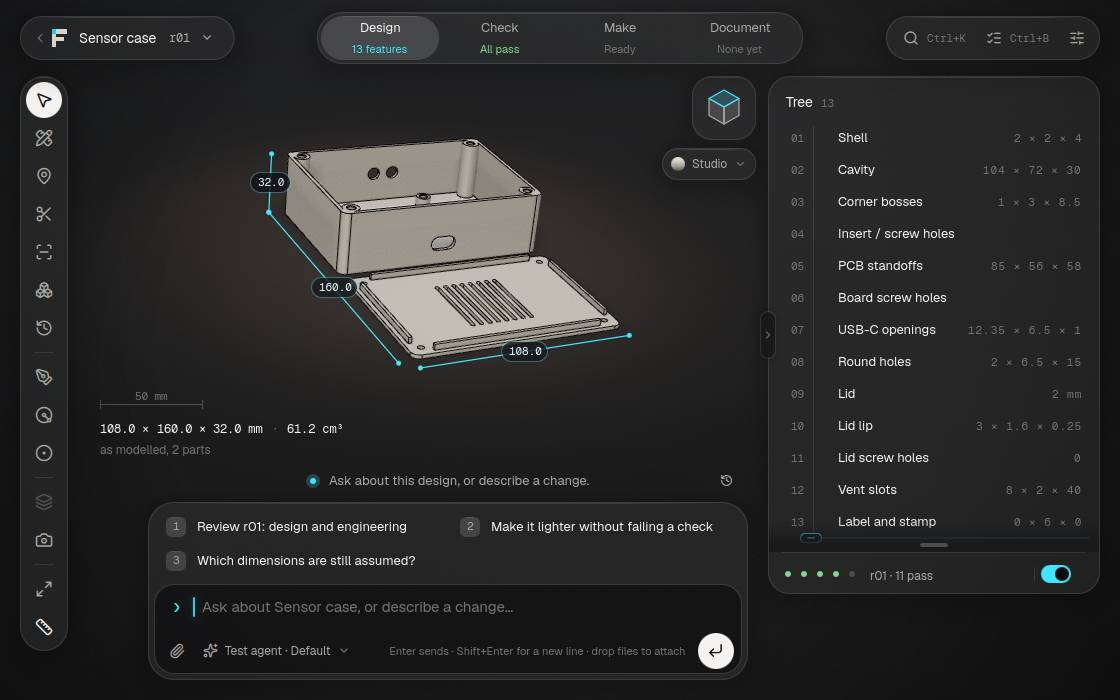 Sensor case r01
Design
13 features
Check
All pass
Make
Ready
Document
None yet
Ctrl+K
Ctrl+B
Studio
32.0
160.0
108.0
50 mm
108.0 × 160.0 × 32.0 mm · 61.2 cm³
as modelled, 2 parts
Tree 13
01 Shell 2 × 2 × 4
02 Cavity 104 × 72 × 30
03 Corner bosses 1 × 3 × 8.5
04 Insert / screw holes
05 PCB standoffs 85 × 56 × 58
06 Board screw holes
07 USB-C openings 12.35 × 6.5 × 1
08 Round holes 2 × 6.5 × 15
09 Lid 2 mm
10 Lid lip 3 × 1.6 × 0.25
11 Lid screw holes 0
12 Vent slots 8 × 2 × 40
13 Label and stamp 0 × 6 × 0
r01 · 11 pass
Ask about this design, or describe a change.
1 Review r01: design and engineering
2 Make it lighter without failing a check
3 Which dimensions are still assumed?
Ask about Sensor case, or describe a change…
Test agent · Default
Enter sends · Shift+Enter for a new line · drop files to attach